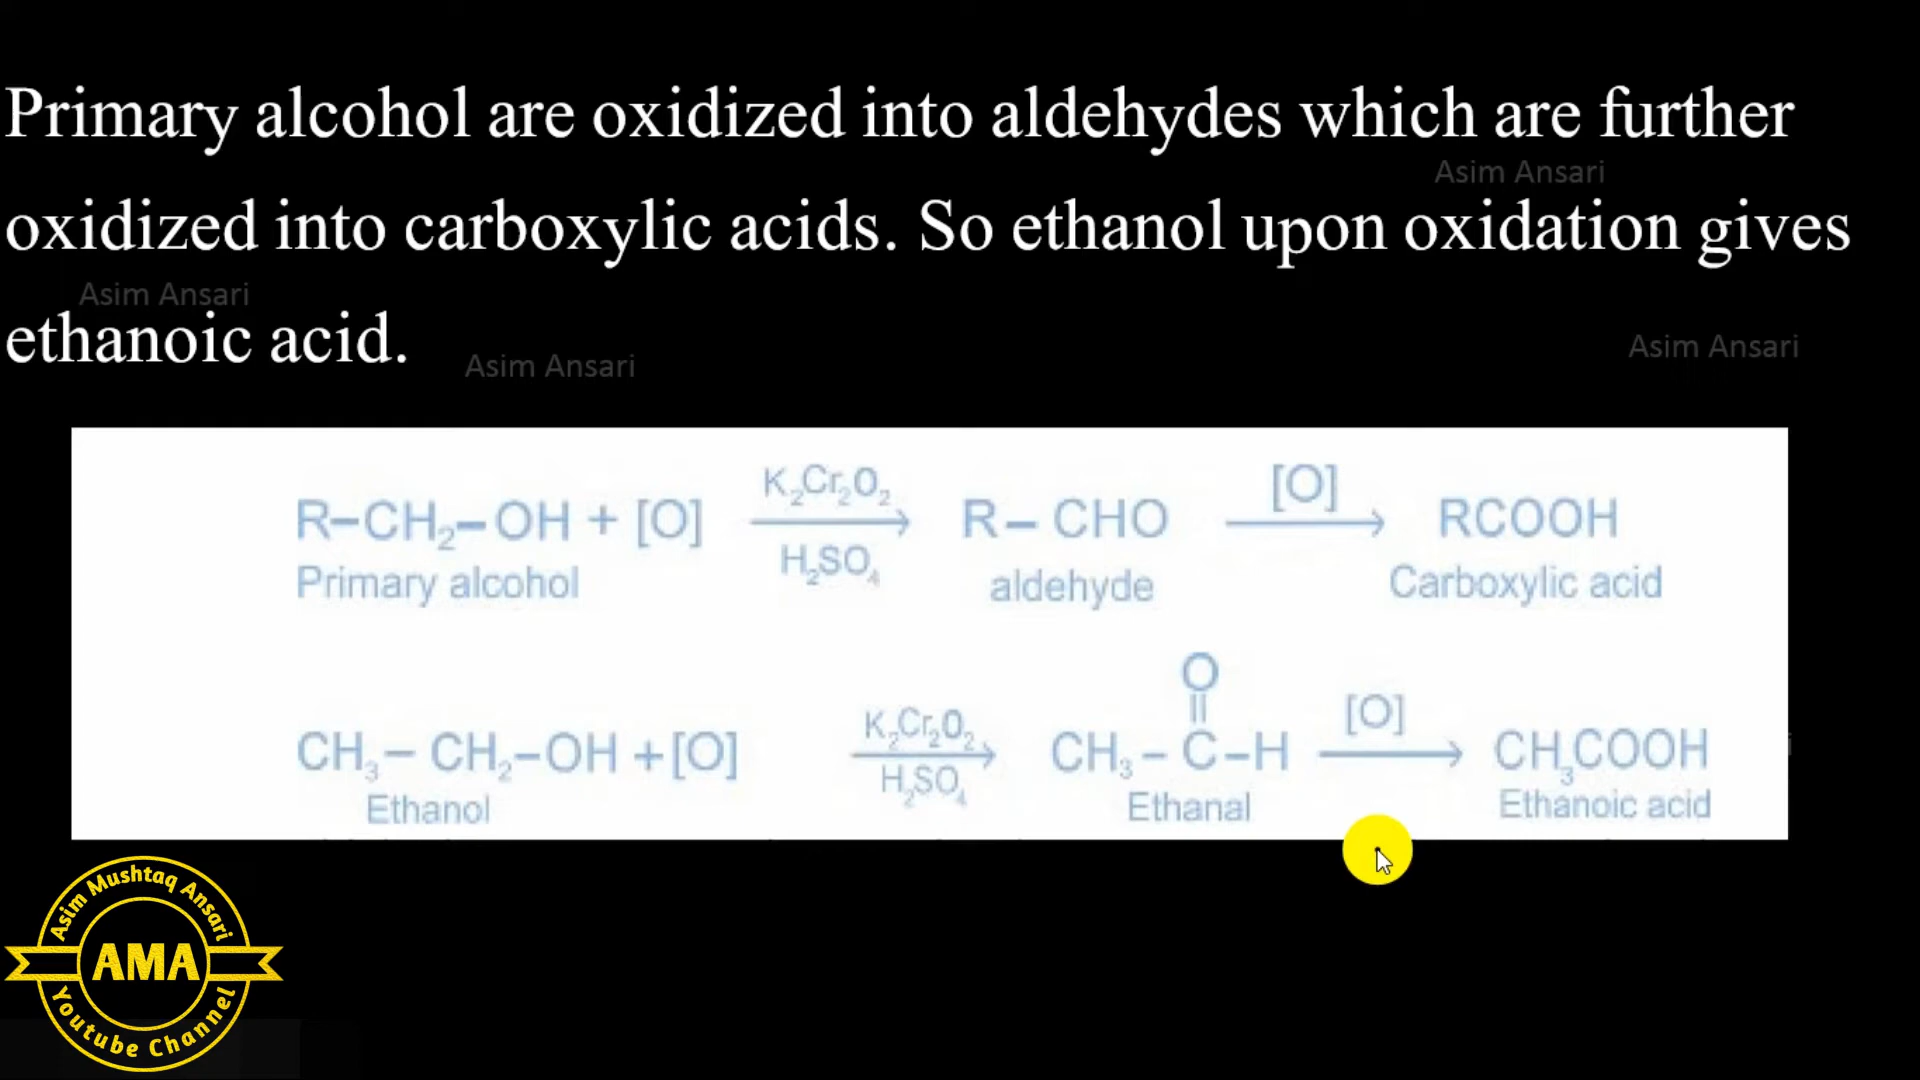 Primary alcohol are oxidized into aldehydes which are further
Asim Ansari
oxidized into carboxylic acids. So ethanol upon oxidation gives
Asim Ansari
ethanoic acid.
Asim Ansari
Asim Ansari
R–CH₂–OH + [O] K₂Cr₂O₂ H₂SO₄ R– CHO [O] RCOOH
Primary alcohol aldehyde Carboxylic acid
O
CH₃– CH₂–OH +[O] K₂Cr₂O₂ H₂SO₄ CH₃–C–H [O] CH₃COOH
Ethanol Ethanal Ethanoic acid
Asim Mushtaq Ansari
AMA
Youtube Channel